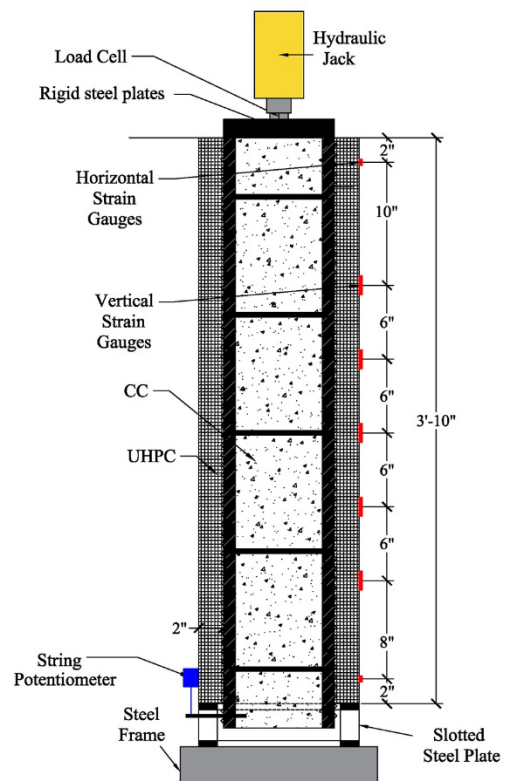 Hydraulic
Jack
Load Cell
Rigid steel plates
2"
Horizontal
Strain
Gauges
10"
Vertical
Strain
Gauges
6"
6"
CC
3'-10"
6"
UHPC
6"
2"
8"
String
Potentiometer
2"
Steel
Frame
Slotted
Steel Plate